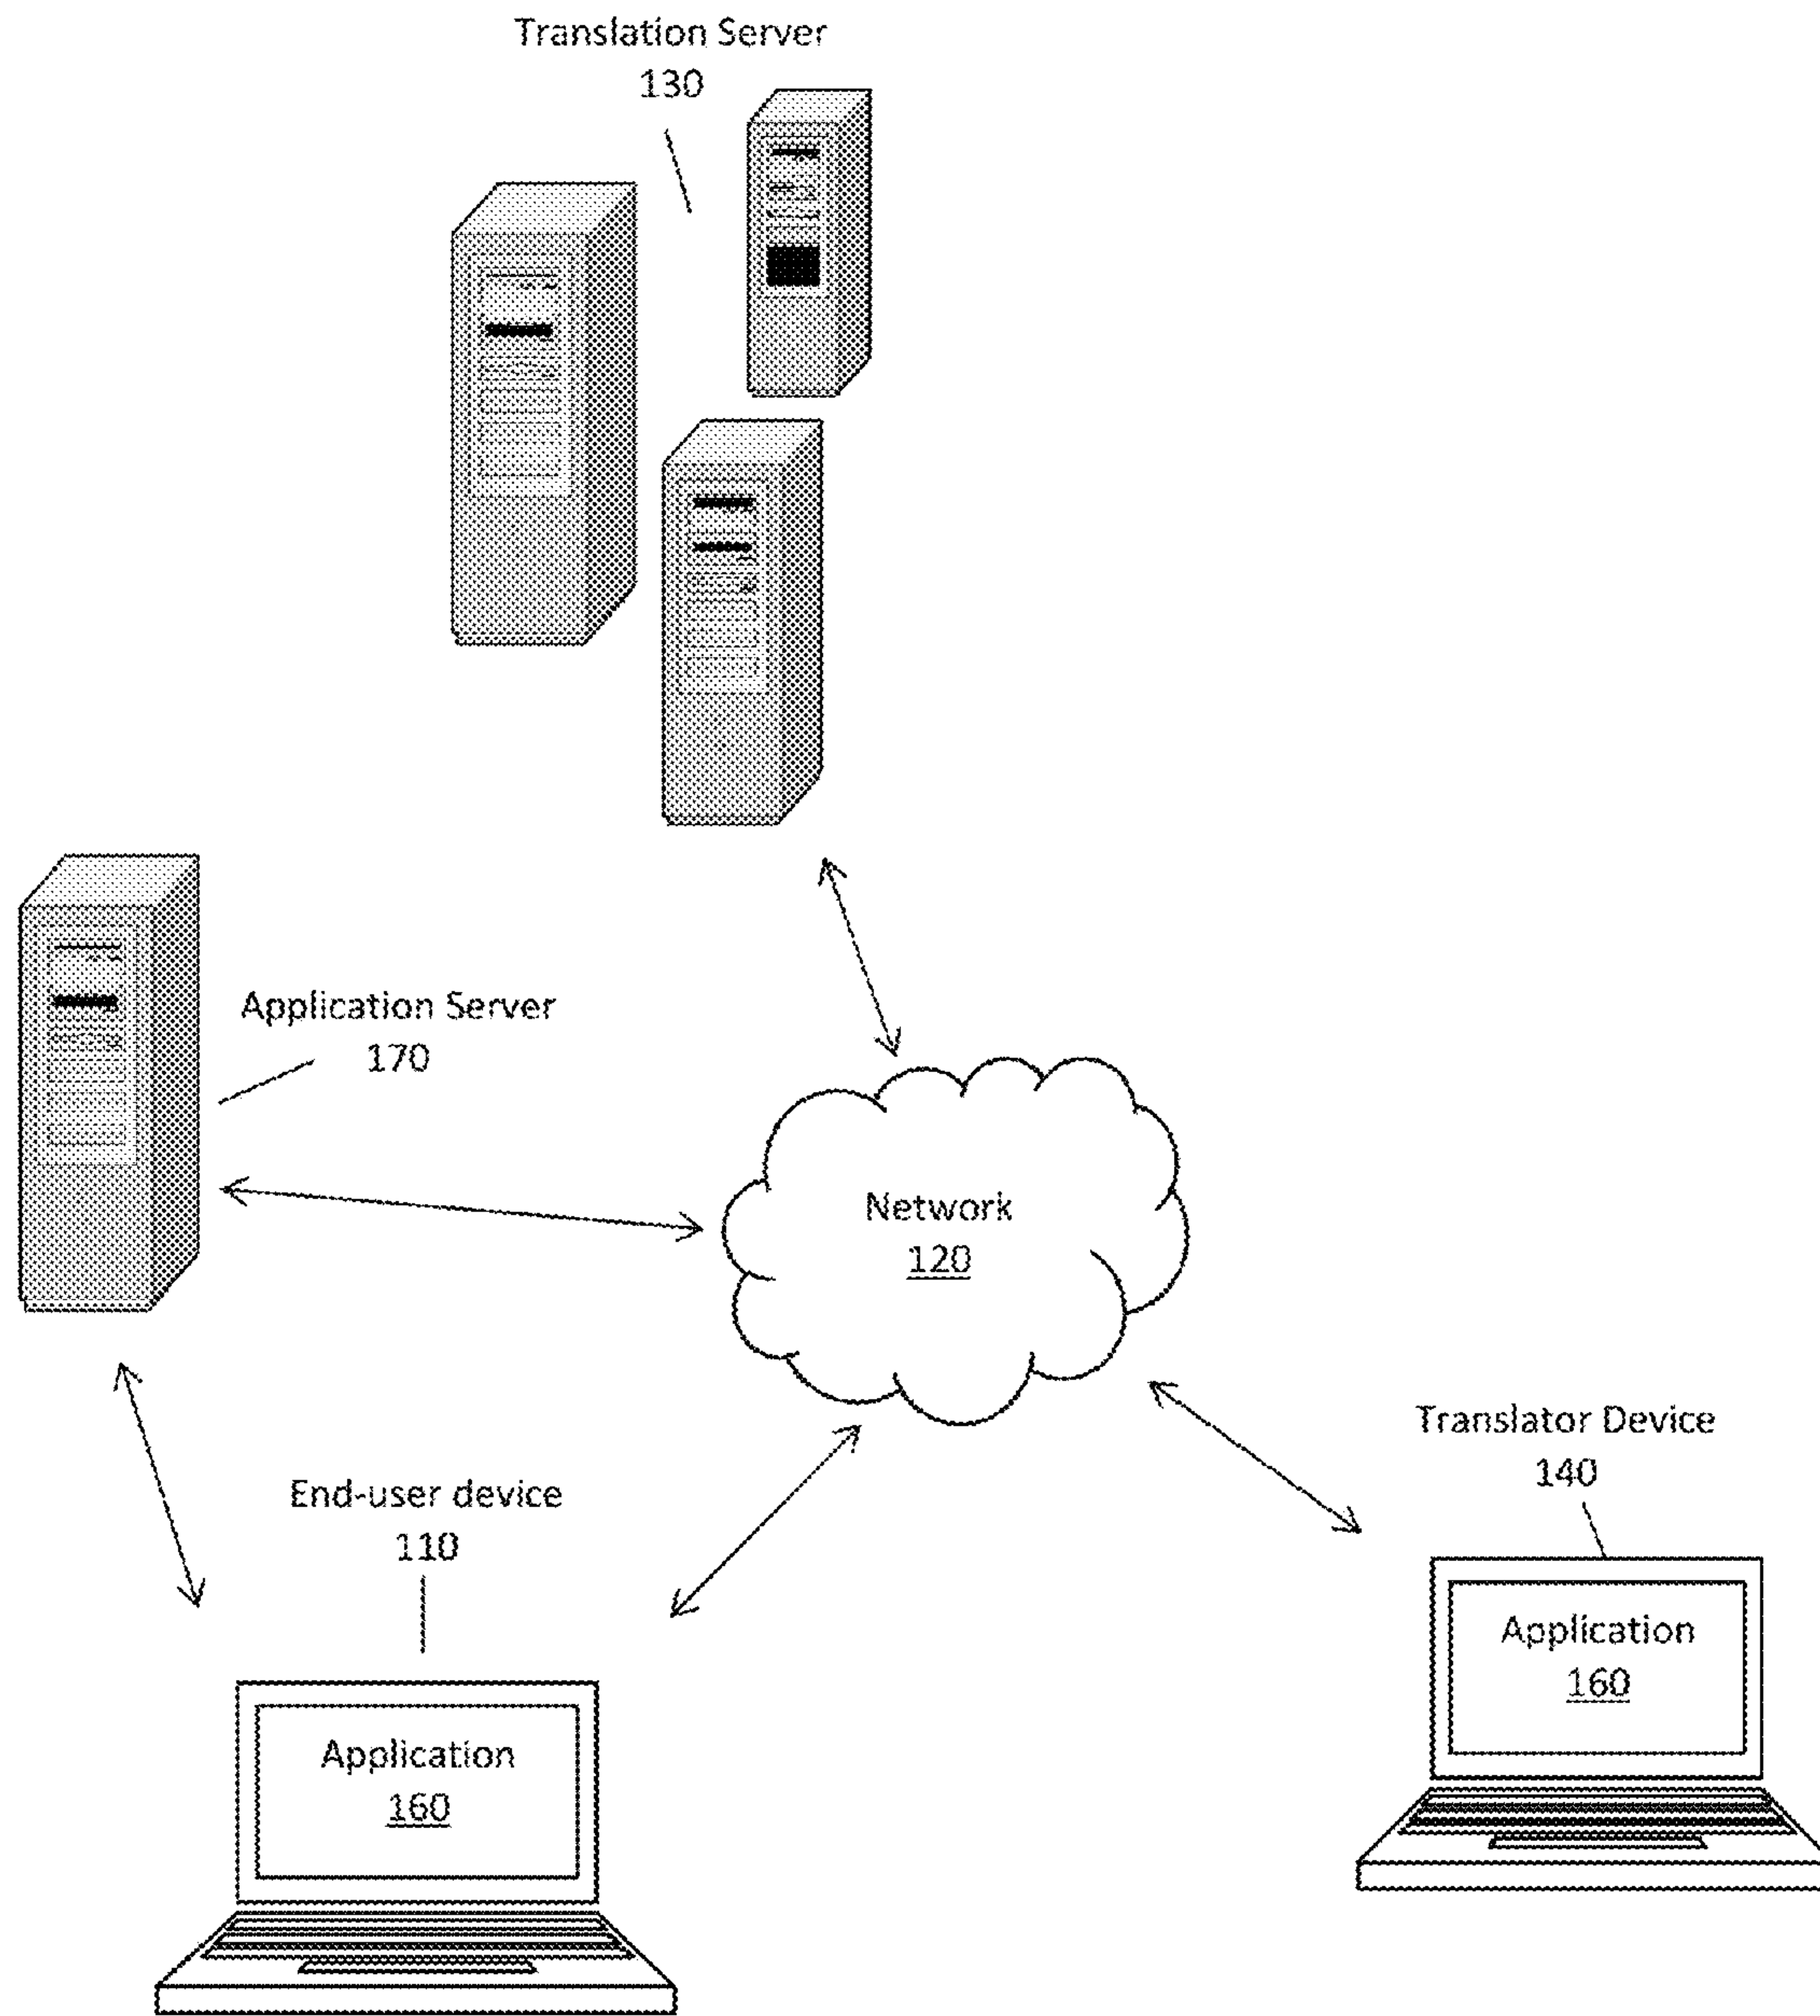 Translation Server
130
Application Server
170
Network
120
Translator Device
140
End-user device
110
Application
160
Application
160